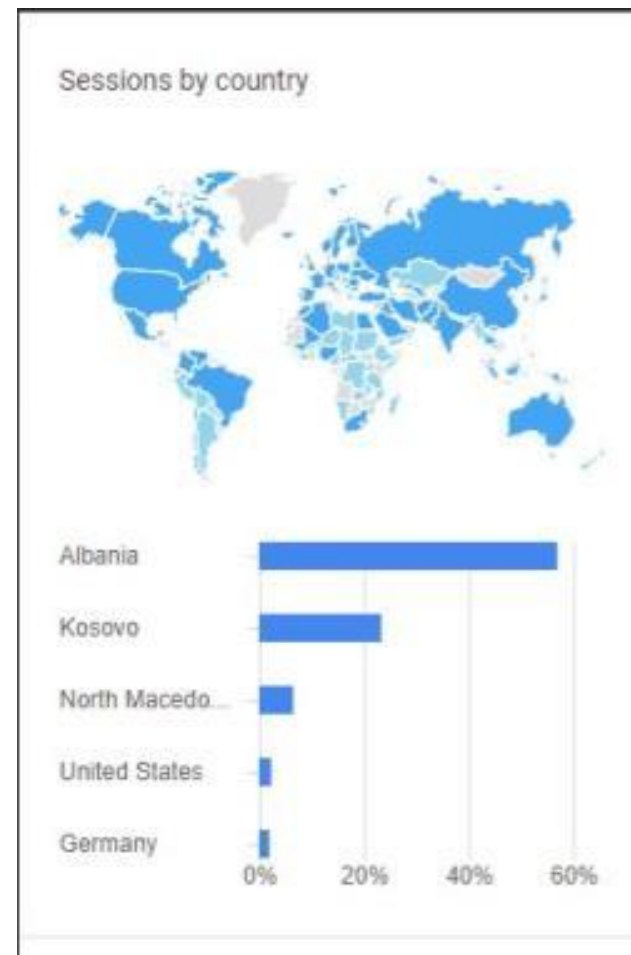 Sessions by country
Albania
Kosovo
North Macedo...
United States
Germany
0% 20% 40% 60%